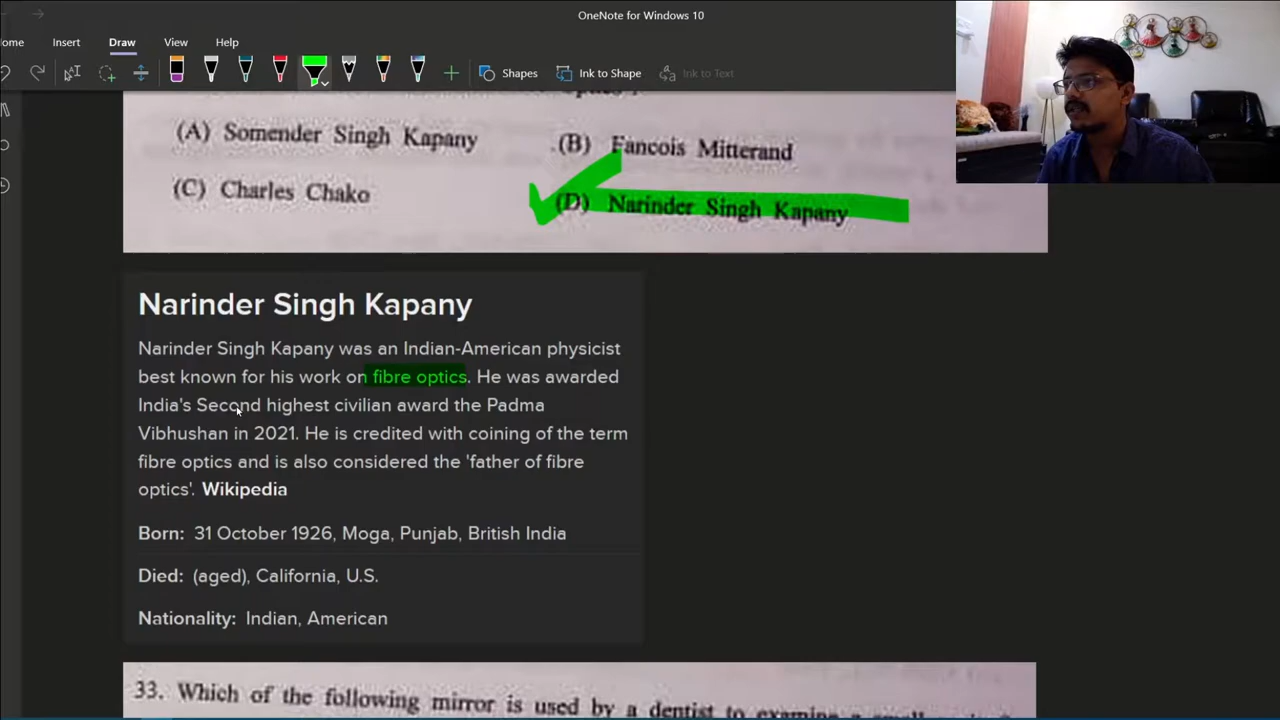 OneNote for Windows 10
ome Insert Draw View Help
Shapes Ink to Shape Ink to Text
(A) Somender Singh Kapany (B) Fancois Mitterand
(C) Charles Chako (D) Narinder Singh Kapany
Narinder Singh Kapany
Narinder Singh Kapany was an Indian-American physicist
best known for his work on fibre optics. He was awarded
India's Second highest civilian award the Padma
Vibhushan in 2021. He is credited with coining of the term
fibre optics and is also considered the 'father of fibre
optics'. Wikipedia
Born: 31 October 1926, Moga, Punjab, British India
Died: (aged), California, U.S.
Nationality: Indian, American
33. Which of the following mirror is used by a dentist to examine a small